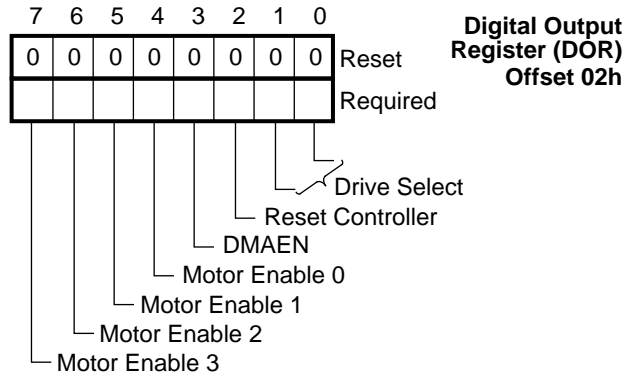 7 6 5 4 3 2 1 0
Digital Output
Register (DOR)
Offset 02h
0 0 0 0 0 0 0 0 Reset
Required
Drive Select
Reset Controller
DMAEN
Motor Enable 0
Motor Enable 1
Motor Enable 2
Motor Enable 3